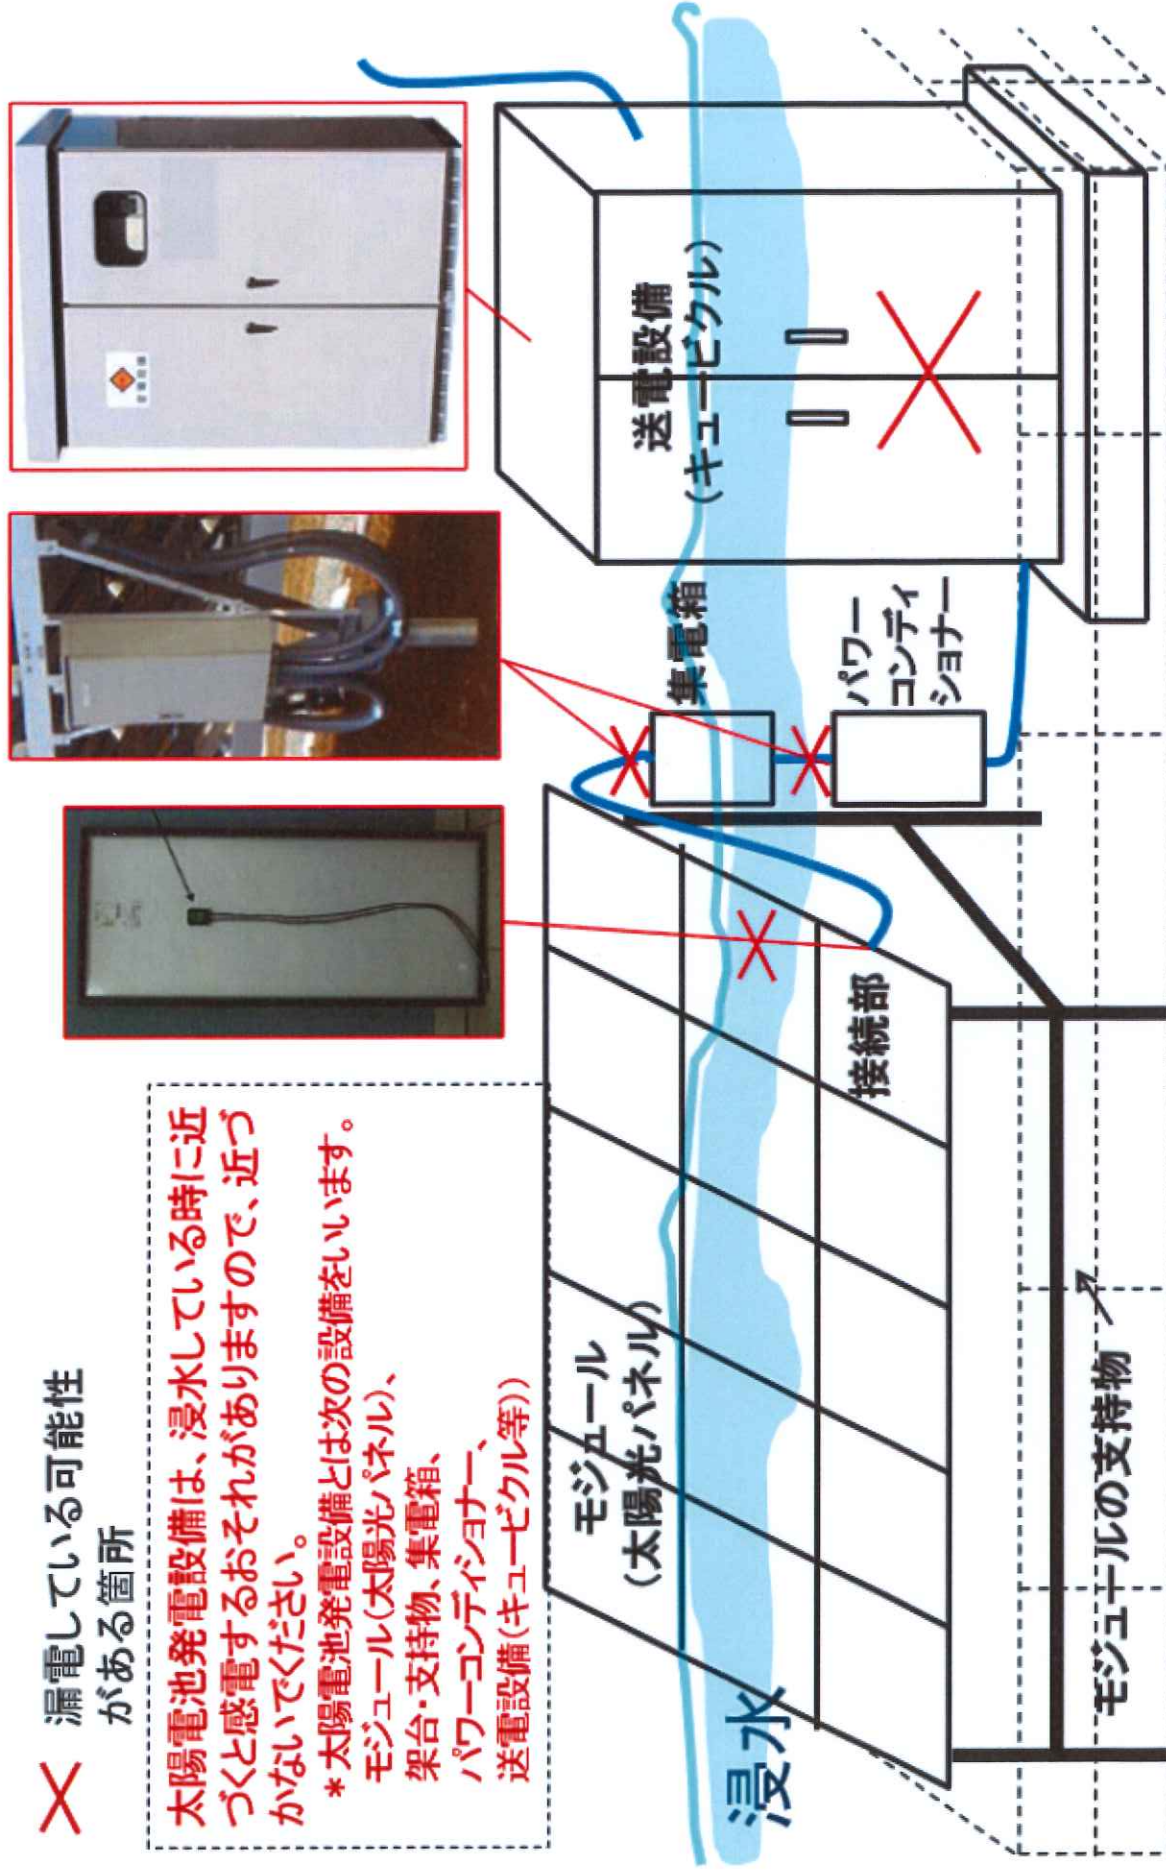 漏電している可能性
がある箇所
太陽電池発電設備は、浸水している時に近
づくと感電するおそれがありますので、近づ
かないでください。
*太陽電池発電設備とは次の設備をいいます。
モジュール(太陽光パネル)、
架台・支持物、集電箱、
パワーコンディショナー、
送電設備(キュービクル等))
モジュール
(太陽光パネル)
浸水
接続部
モジュールの支持物
集電箱
パワー
コンディ
ショナー
送電設備
(キュービクル)